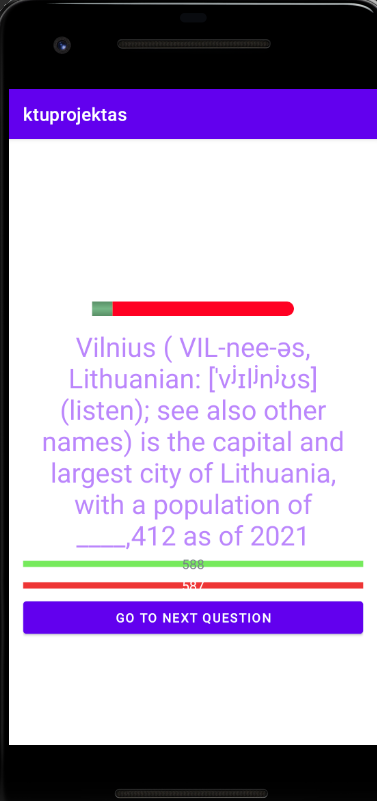 ktuprojektas
Vilnius ( VIL-nee-əs,
Lithuanian: [ˈvʲɪlʲnʲʊs]
(listen); see also other
names) is the capital and
largest city of Lithuania,
with a population of
____,412 as of 2021
588
587
GO TO NEXT QUESTION